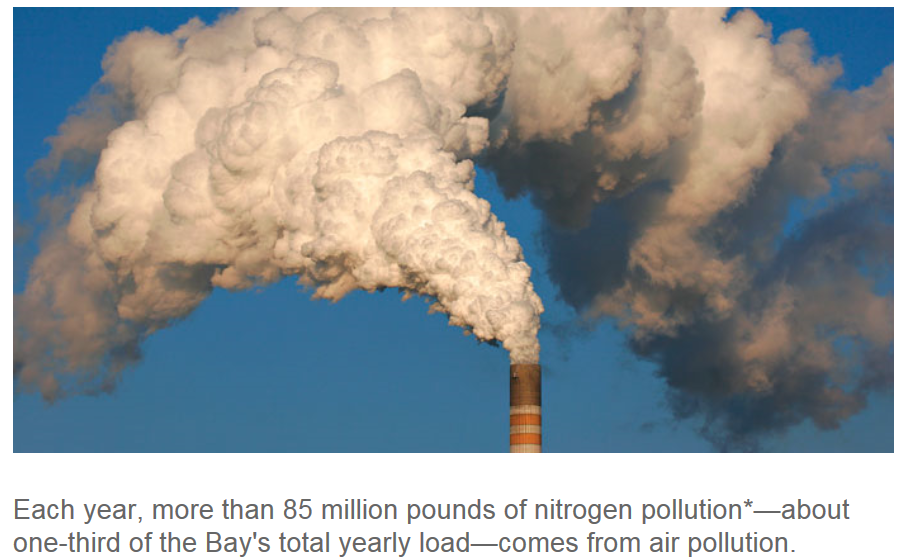 Each year, more than 85 million pounds of nitrogen pollution*—about
one-third of the Bay's total yearly load—comes from air pollution.